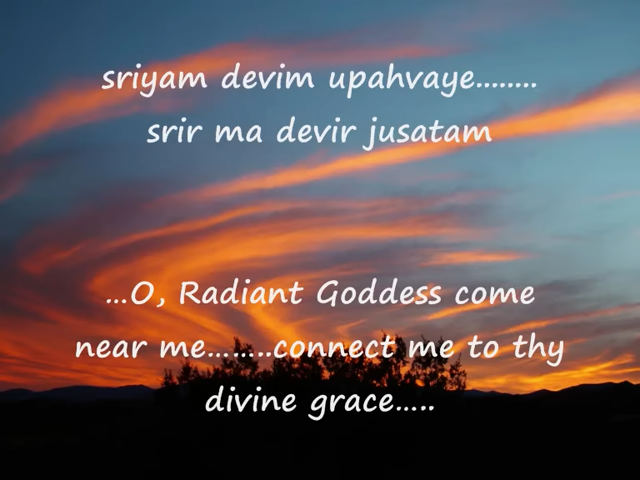 sriyam devim upahvaye........
srir ma devir jusatam
...O, Radiant Goddess come
near me........connect me to thy
divine grace.....